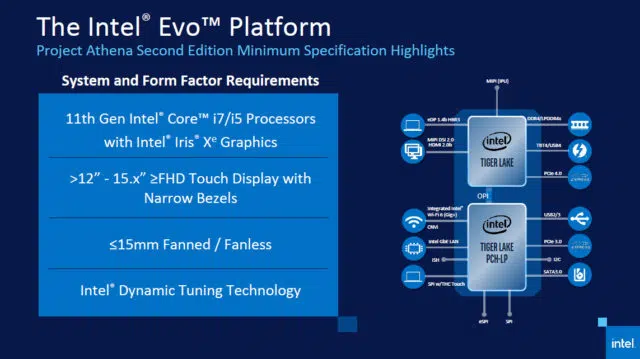 The Intel® Evo™ Platform
Project Athena Second Edition Minimum Specification Highlights
System and Form Factor Requirements
11th Gen Intel® Core™ i7/i5 Processors
with Intel® Iris® Xᵉ Graphics
>12” - 15.x” ≥FHD Touch Display with
Narrow Bezels
≤15mm Fanned / Fanless
Intel® Dynamic Tuning Technology
MIPI (IPU)
eDP 1.4b HBR3
DDR4/LPDDR4x
MIPI DSI 2.0
HDMI 2.0b
intel
TIGER LAKE
TBT4/USB4
PCIe 4.0
OPI
Integrated Intel®
Wi-Fi 6 (Gig+)
CNVi
USB2/3
intel
TIGER LAKE
PCH-LP
Intel GbE LAN
PCIe 3.0
ISH
I2C
SPI w/THC Touch
SATA3.0
eSPI
SPI
intel